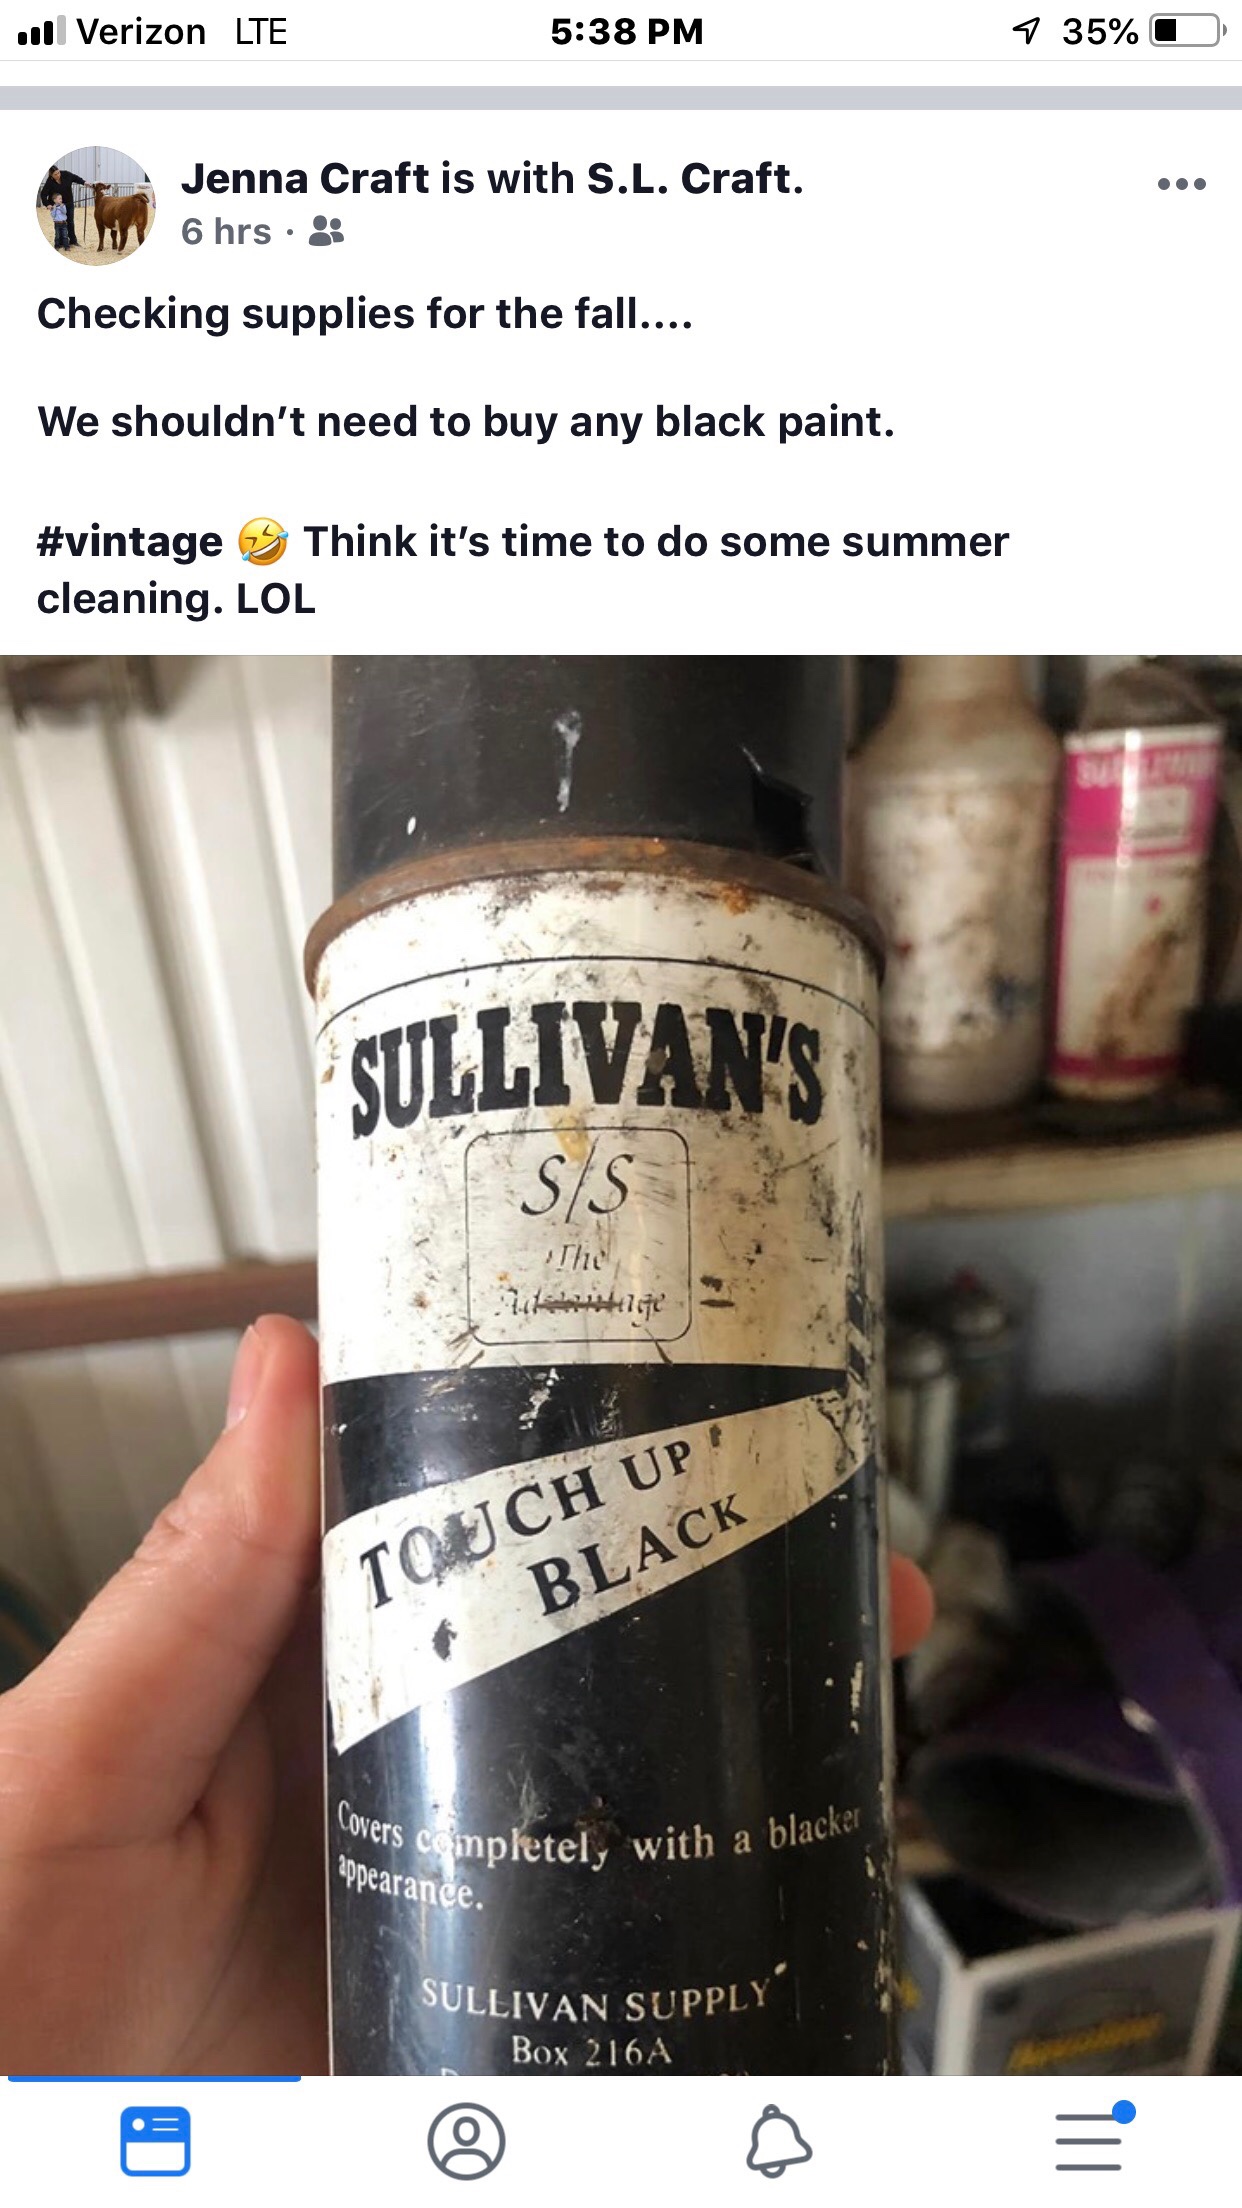 Verizon LTE 5:38 PM 35%
Jenna Craft is with S.L. Craft.
6 hrs ·
Checking supplies for the fall....
We shouldn't need to buy any black paint.
#vintage 🤣 Think it's time to do some summer
cleaning. LOL
SULLIVAN'S
S/S
The
Advantage
TOUCH UP
BLACK
Covers completely with a blacker
appearance.
SULLIVAN SUPPLY
Box 216A